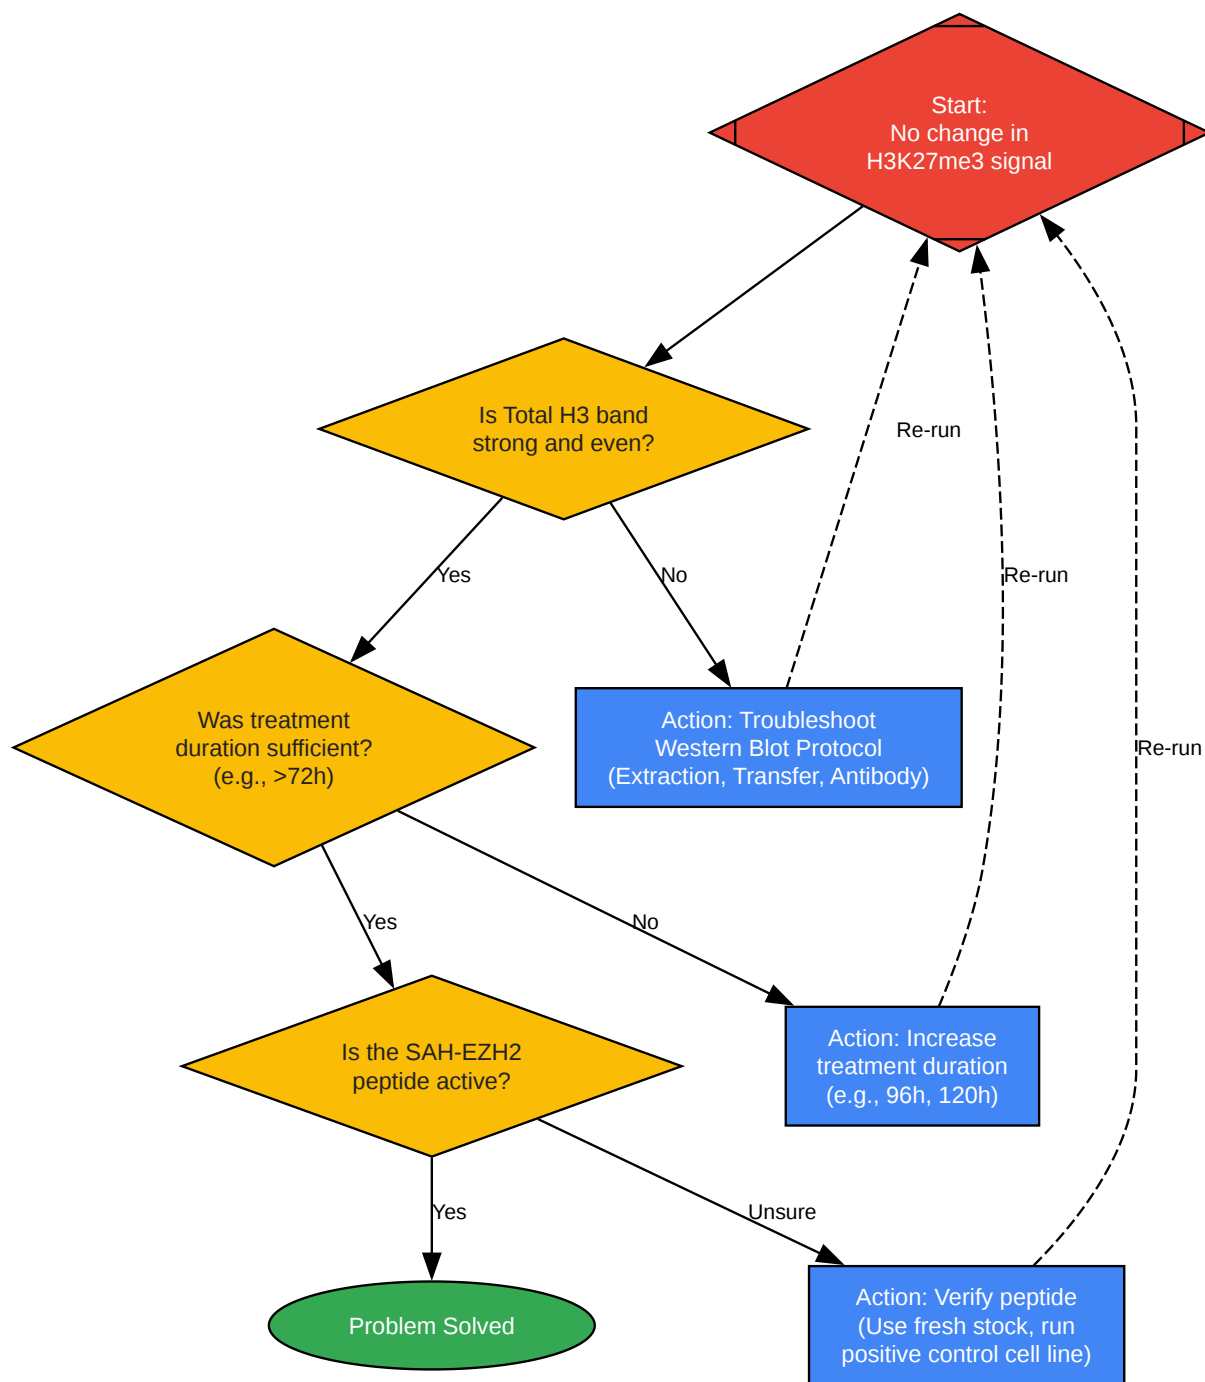 Start:
No change in
H3K27me3 signal
Is Total H3 band
strong and even?
Re-run
Yes
No
Re-run
Was treatment
duration sufficient?
(e.g., >72h)
Action: Troubleshoot
Western Blot Protocol
(Extraction, Transfer, Antibody)
Re-run
Yes
No
Is the SAH-EZH2
peptide active?
Action: Increase
treatment duration
(e.g., 96h, 120h)
Yes
Unsure
Problem Solved
Action: Verify peptide
(Use fresh stock, run
positive control cell line)